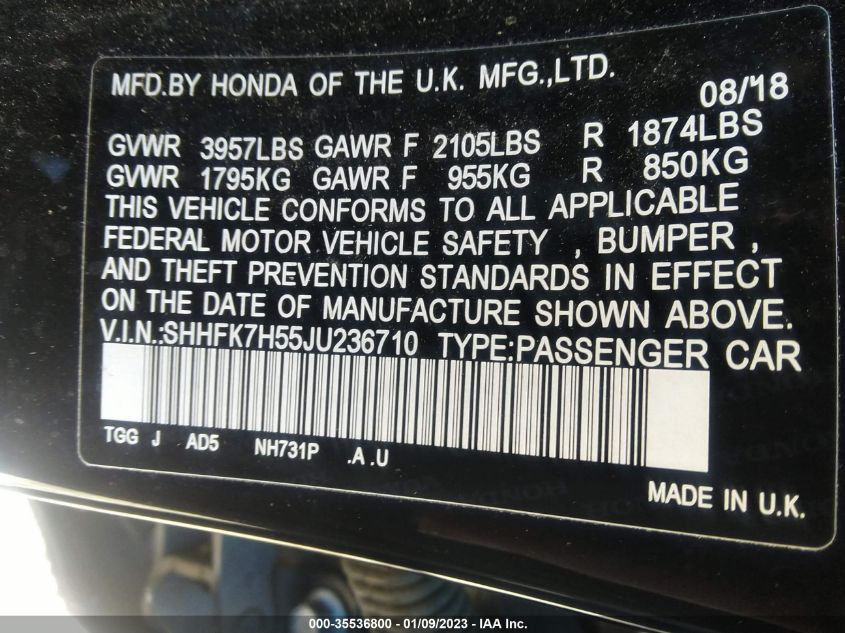 MFD.BY HONDA OF THE U.K. MFG.,LTD.
08/'18
GVWR 3957LBS GAWR F 2105LBS R 1874LBS
GVWR 1795KG GAWR F 955KG R 850KG
THIS VEHICLE CONFORMS TO ALL APPLICABLE
FEDERAL MOTOR VEHICLE SAFETY , BUMPER ,
AND THEFT PREVENTION STANDARDS IN EFFECT
ON THE DATE OF MANUFACTURE SHOWN ABOVE.
V.I.N.:SHHFK7H55JU236710 TYPE:PASSENGER CAR
TGG J AD5 NH731P .A .U
MADE IN U.K.
000-35536800 - 01/09/2023 - IAA Inc.